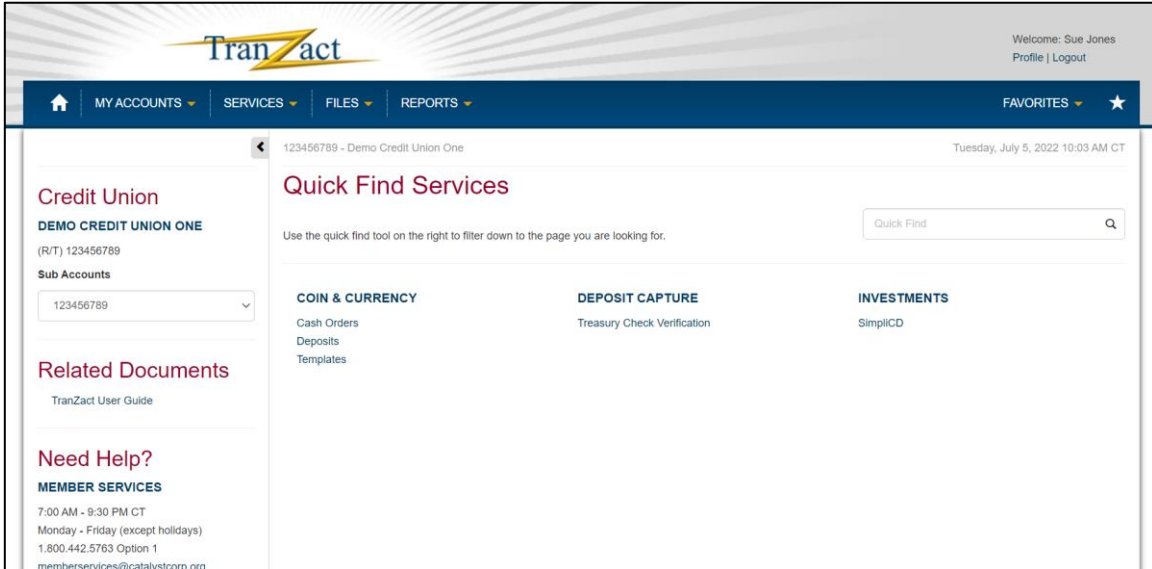 TranZact
Welcome: Sue Jones
Profile | Logout
MY ACCOUNTS
SERVICES
FILES
REPORTS
FAVORITES
123456789 - Demo Credit Union One
Tuesday, July 5, 2022 10:03 AM CT
Credit Union
DEMO CREDIT UNION ONE
(R/T) 123456789
Sub Accounts
123456789
Related Documents
TranZact User Guide
Need Help?
MEMBER SERVICES
7:00 AM - 9:30 PM CT
Monday - Friday (except holidays)
1.800.442.5763 Option 1
memberservices@catalystcorp.org
Quick Find Services
Use the quick find tool on the right to filter down to the page you are looking for.
Quick Find
COIN & CURRENCY
Cash Orders
Deposits
Templates
DEPOSIT CAPTURE
Treasury Check Verification
INVESTMENTS
SimpliCD